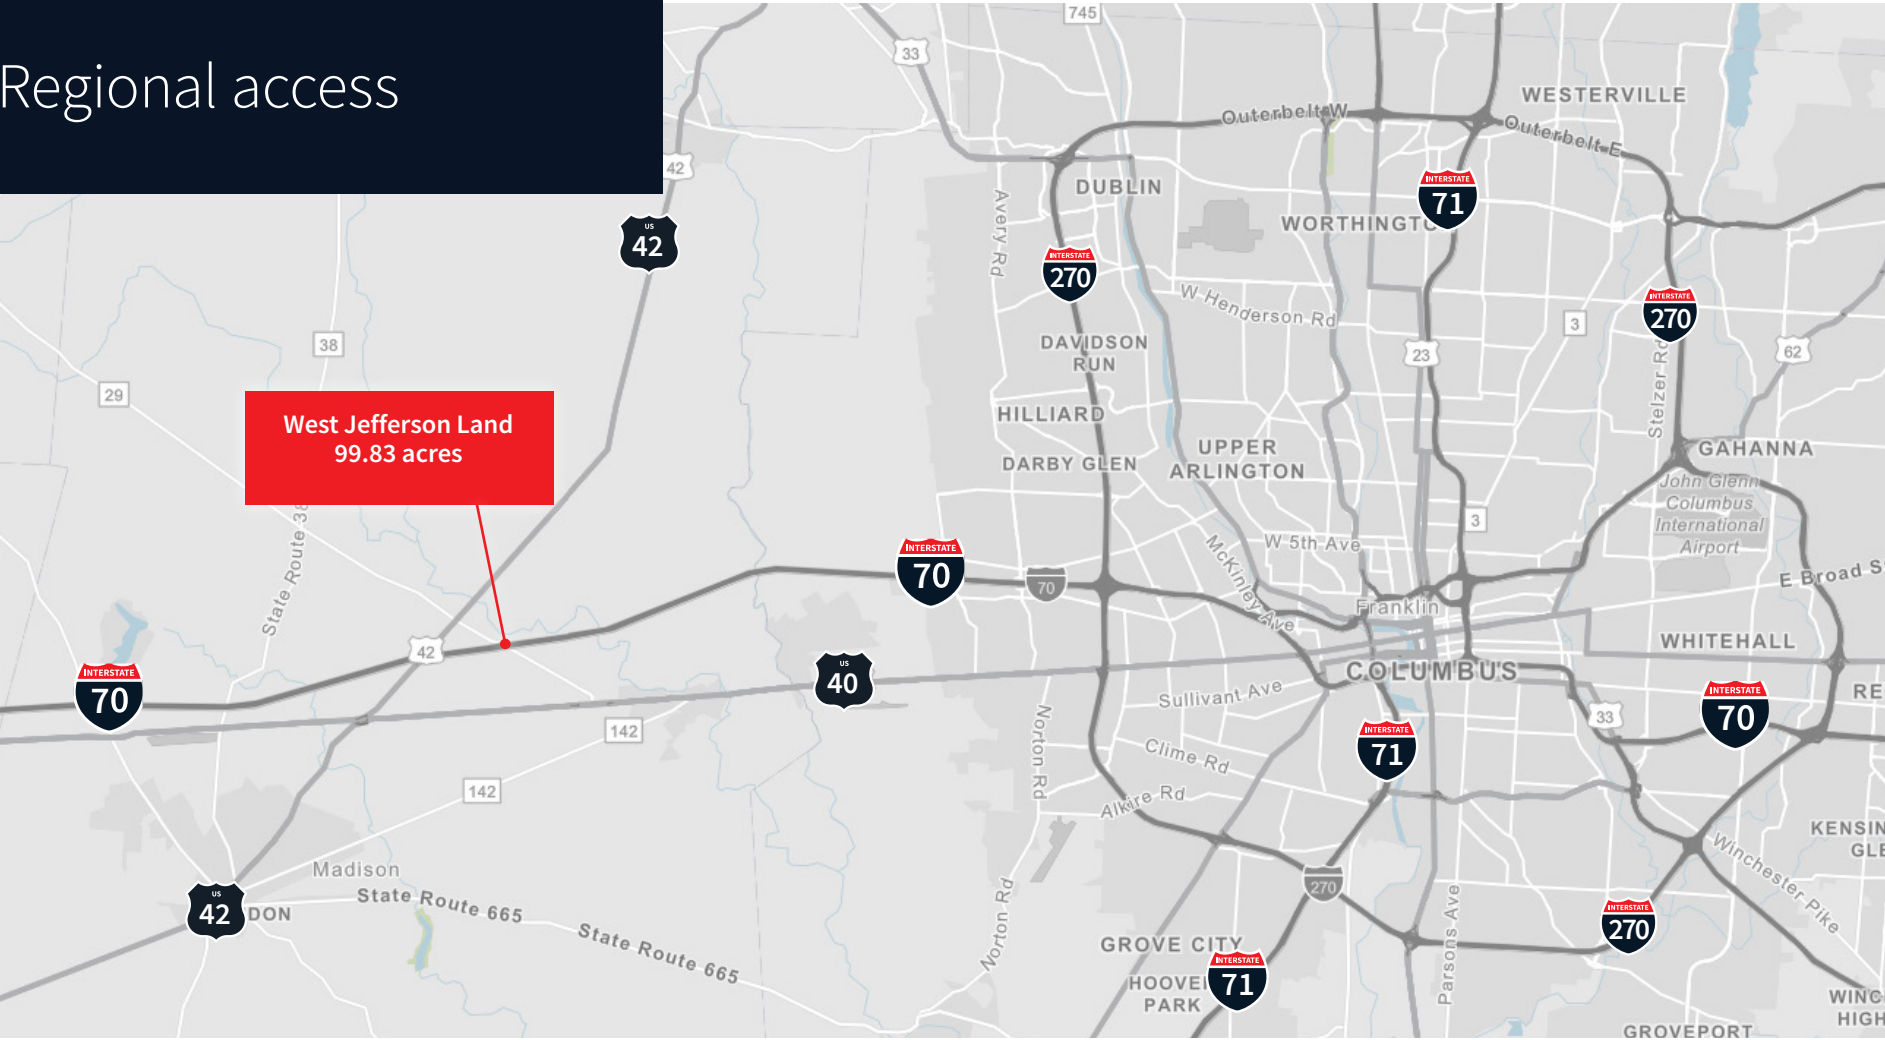 Regional access
745
33
WESTERVILLE
Outerbelt W
Outerbelt E
42
DUBLIN
INTERSTATE
71
Avery Rd
WORTHINGTO
US
42
INTERSTATE
270
W Henderson Rd
INTERSTATE
270
3
38
DAVIDSON
RUN
23
62
29
Stelzer Rd
West Jefferson Land
99.83 acres
HILLIARD
UPPER
ARLINGTON
GAHANNA
DARBY GLEN
John Glenn
Columbus
International
Airport
State Route 38
3
INTERSTATE
70
70
McKinley Ave
W 5th Ave
E Broad S
Franklin
42
WHITEHALL
INTERSTATE
70
US
40
COLUMBUS
Sullivant Ave
RE
INTERSTATE
70
142
Norton Rd
33
INTERSTATE
71
Clime Rd
142
Alkire Rd
KENSIN
GLE
Winchester Pike
Madison
270
State Route 665
US
42
DON
State Route 665
Norton Rd
Parsons Ave
INTERSTATE
270
GROVE CITY
HOOVE
PARK
INTERSTATE
71
WINC
HIGH
GROVEPORT